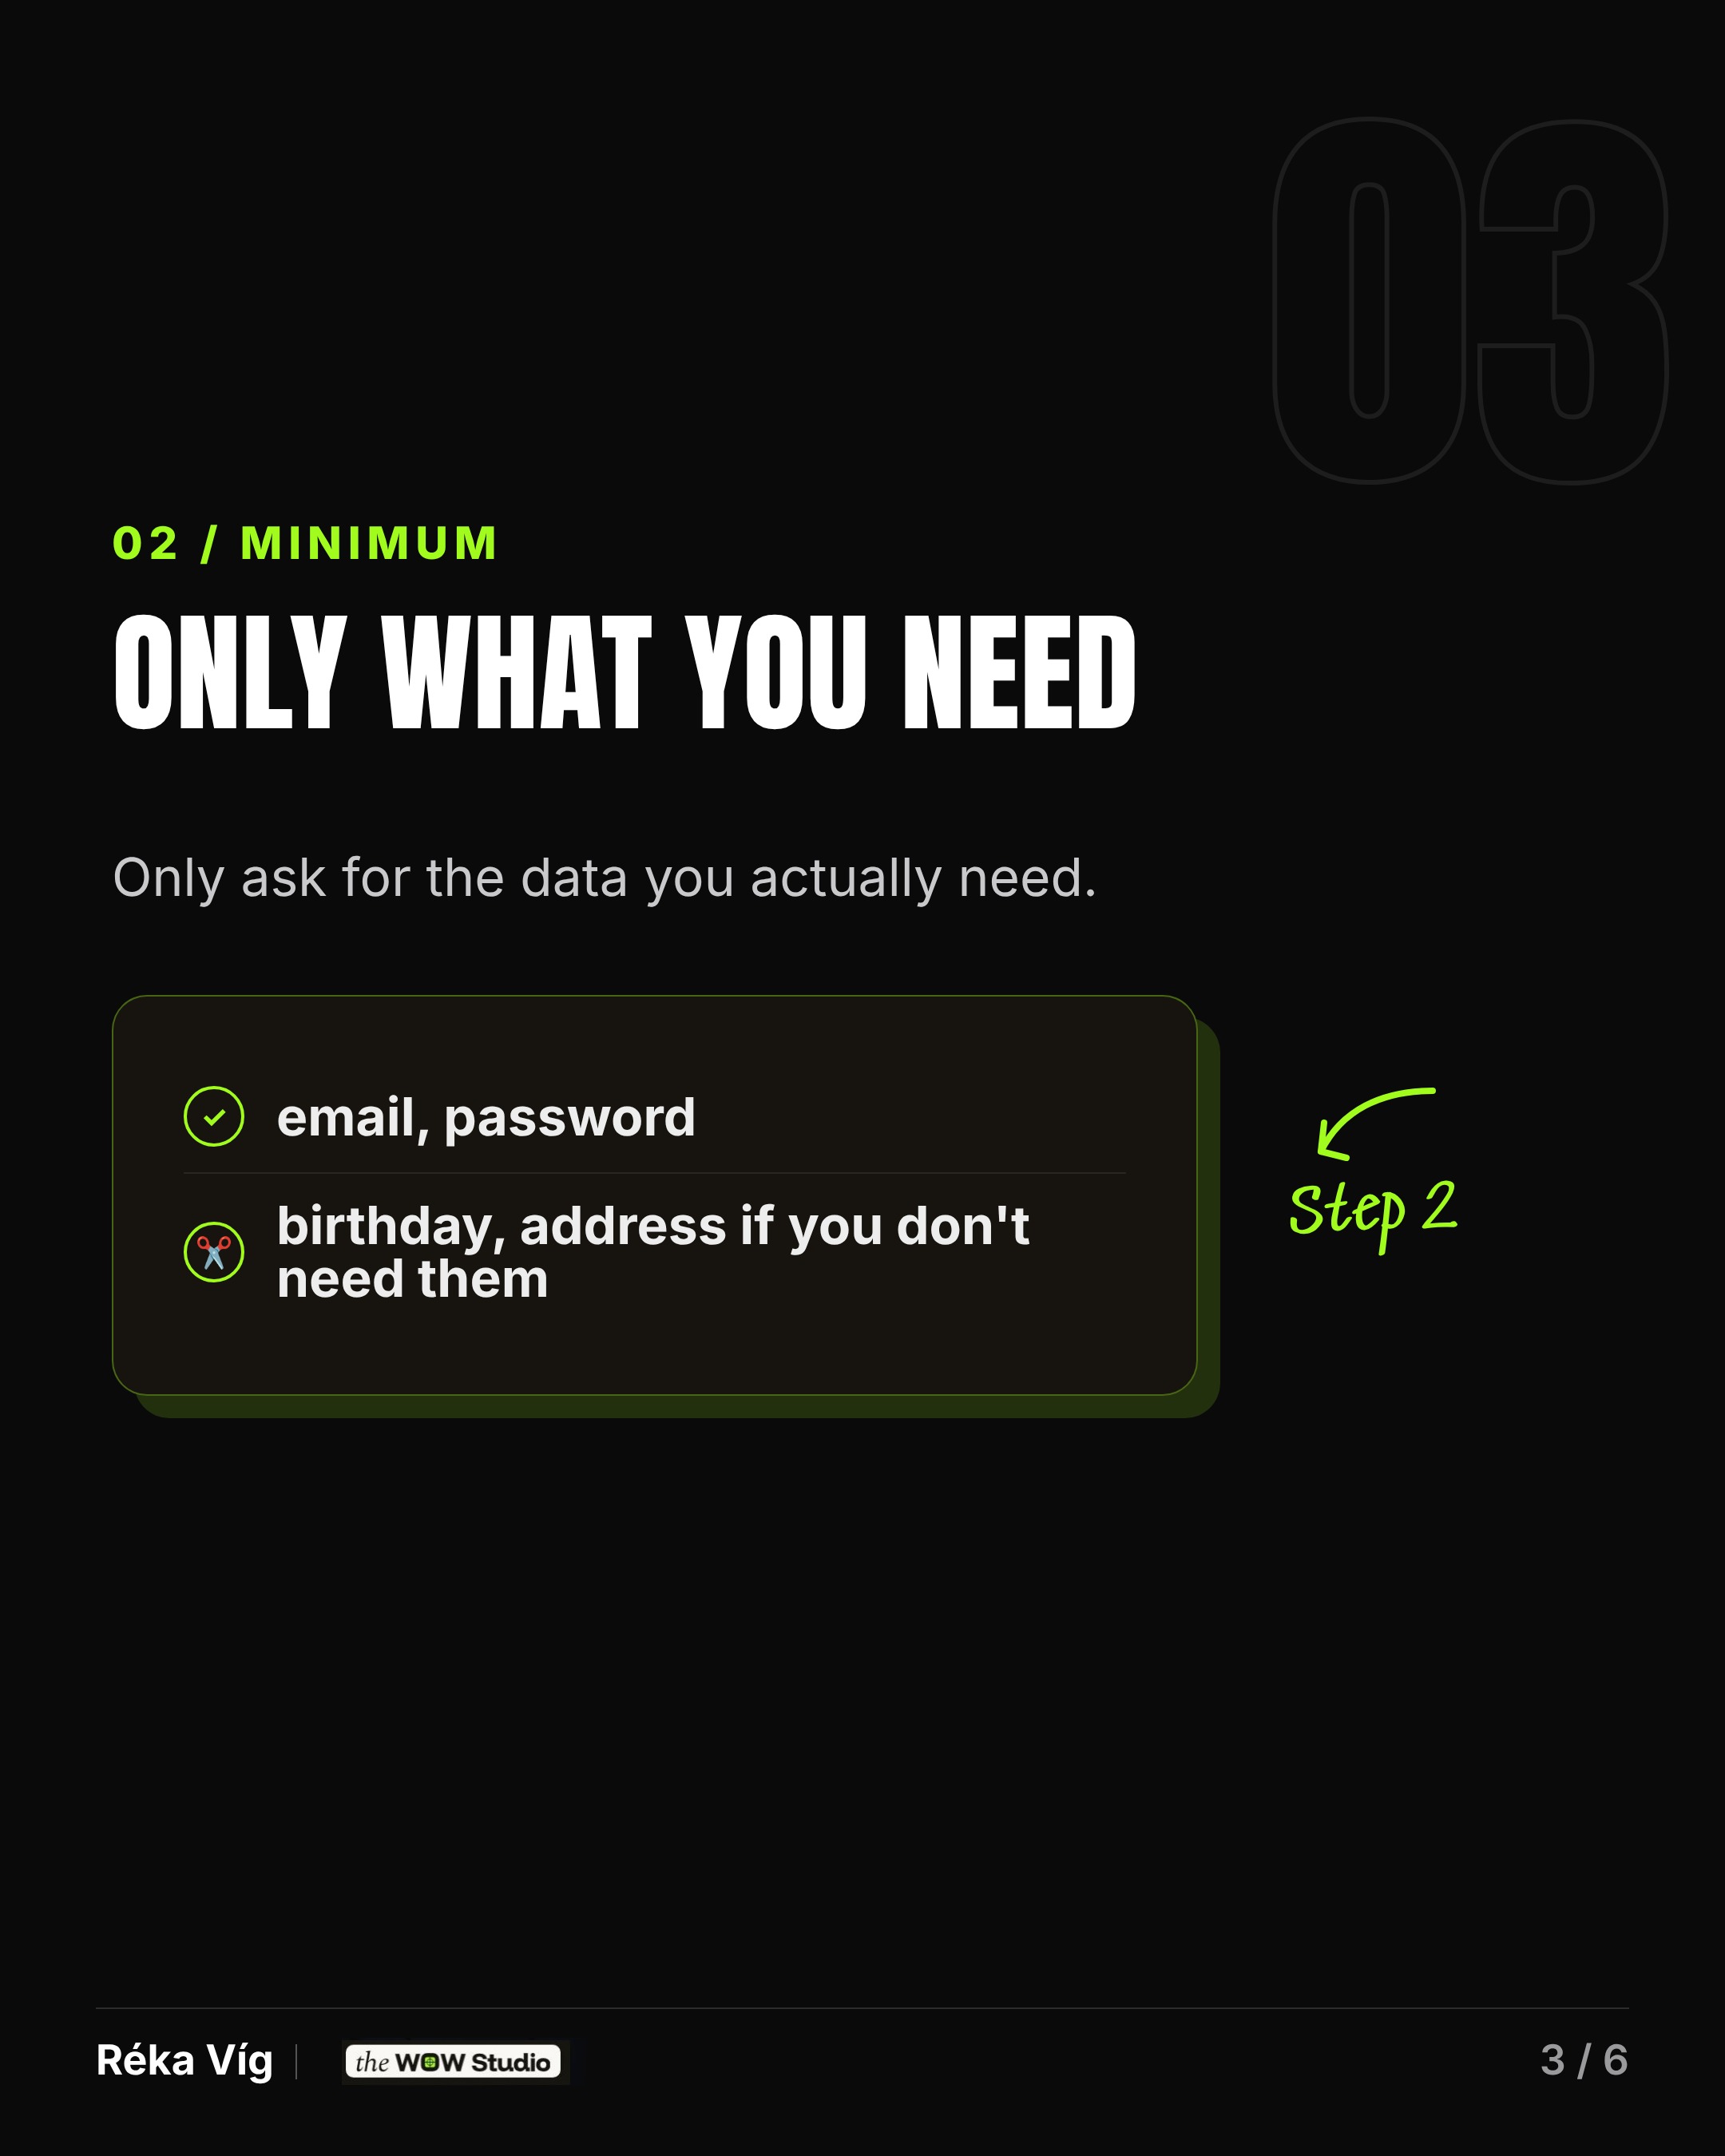 03
02 / MINIMUM
ONLY WHAT YOU NEED
Only ask for the data you actually need.
email, password
birthday, address if you don't
need them
Step 2
Réka Víg
the WOW Studio
3 / 6